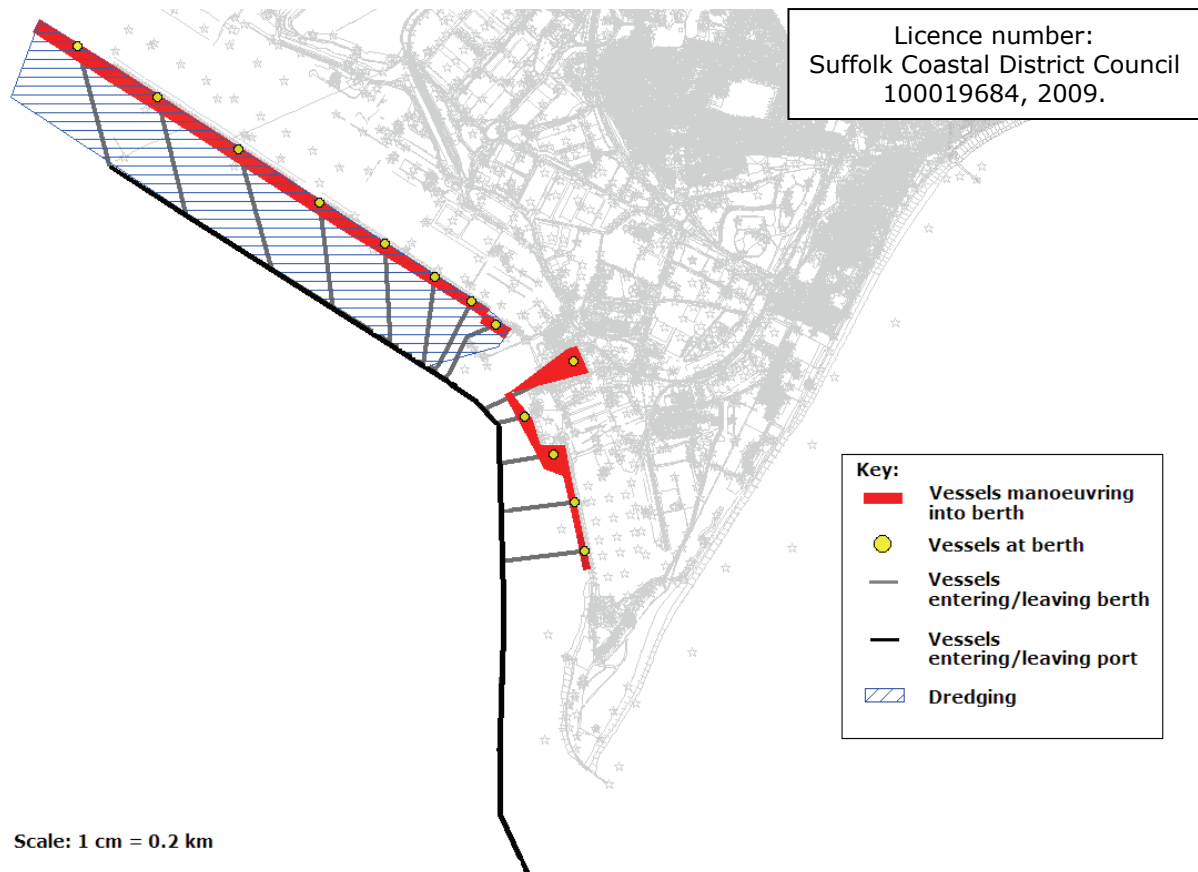 Licence number:
Suffolk Coastal District Council
100019684, 2009.
Key:
Vessels manoeuvring
into berth
Vessels at berth
Vessels
entering/leaving berth
Vessels
entering/leaving port
Dredging
Scale: 1 cm = 0.2 km